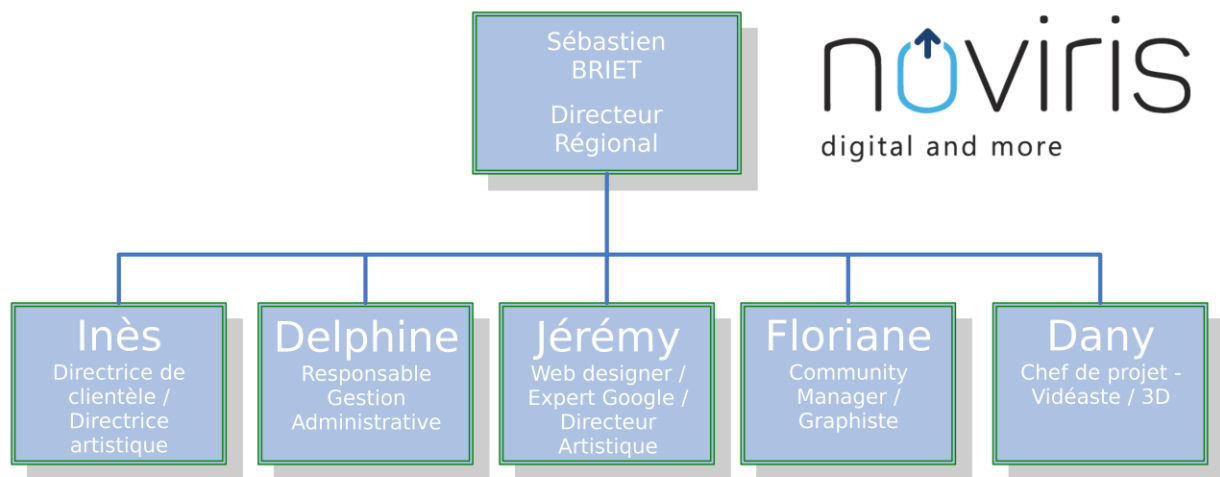 Sébastien
BRIET
Directeur
Régional
noviris
digital and more
Inès
Directrice de
clientèle /
Directrice
artistique
Delphine
Responsable
Gestion
Administrative
Jérémy
Web designer /
Expert Google /
Directeur
Artistique
Floriane
Community
Manager /
Graphiste
Dany
Chef de projet -
Vidéaste / 3D